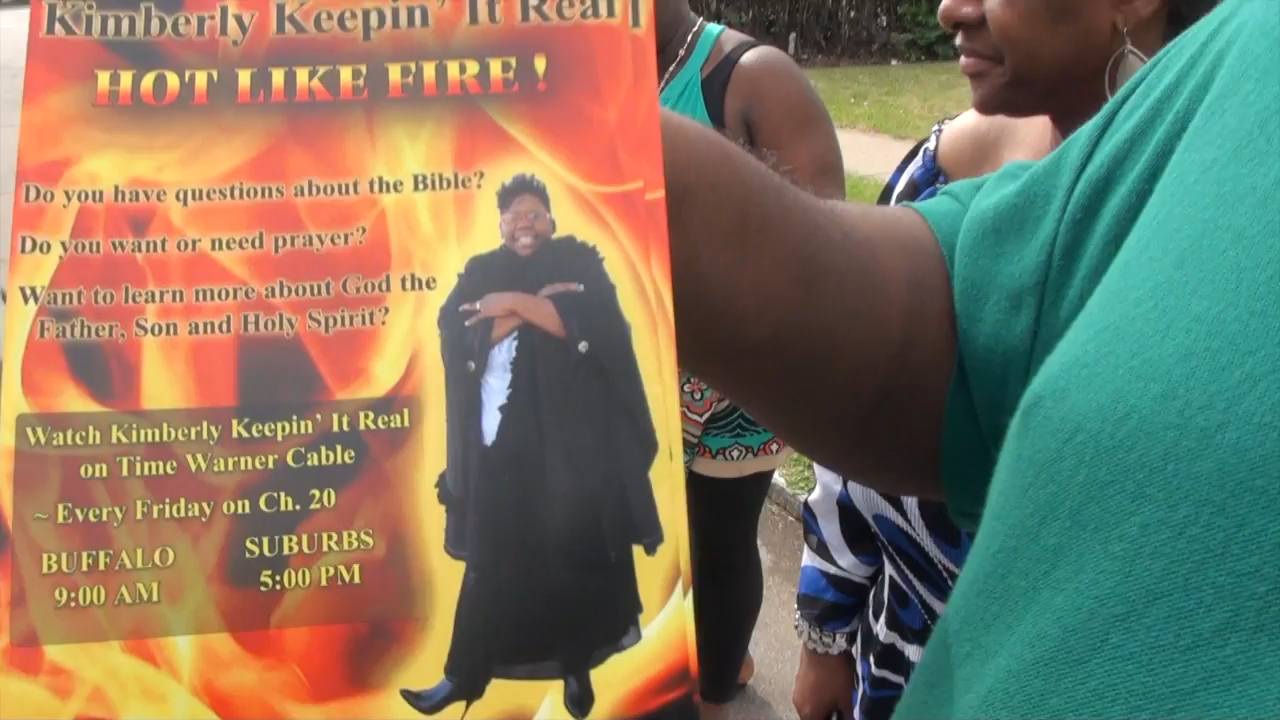 Kimberly Keepin' It Real!
HOT LIKE FIRE!
Do you have questions about the Bible?
Do you want or need prayer?
Want to learn more about God the
Father, Son and Holy Spirit?
Watch Kimberly Keepin' It Real
on Time Warner Cable
~ Every Friday on Ch. 20
BUFFALO SUBURBS
9:00 AM 5:00 PM